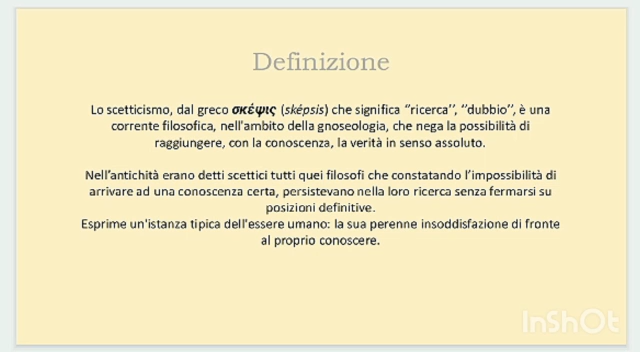 Definizione
Lo scetticismo, dal greco σκέψις (sképsis) che significa ‘’ricerca’’, ‘’dubbio’’, è una
corrente filosofica, nell'ambito della gnoseologia, che nega la possibilità di
raggiungere, con la conoscenza, la verità in senso assoluto.
Nell’antichità erano detti scettici tutti quei filosofi che constatando l’impossibilità di
arrivare ad una conoscenza certa, persistevano nella loro ricerca senza fermarsi su
posizioni definitive.
Esprime un'istanza tipica dell'essere umano: la sua perenne insoddisfazione di fronte
al proprio conoscere.
InShOt